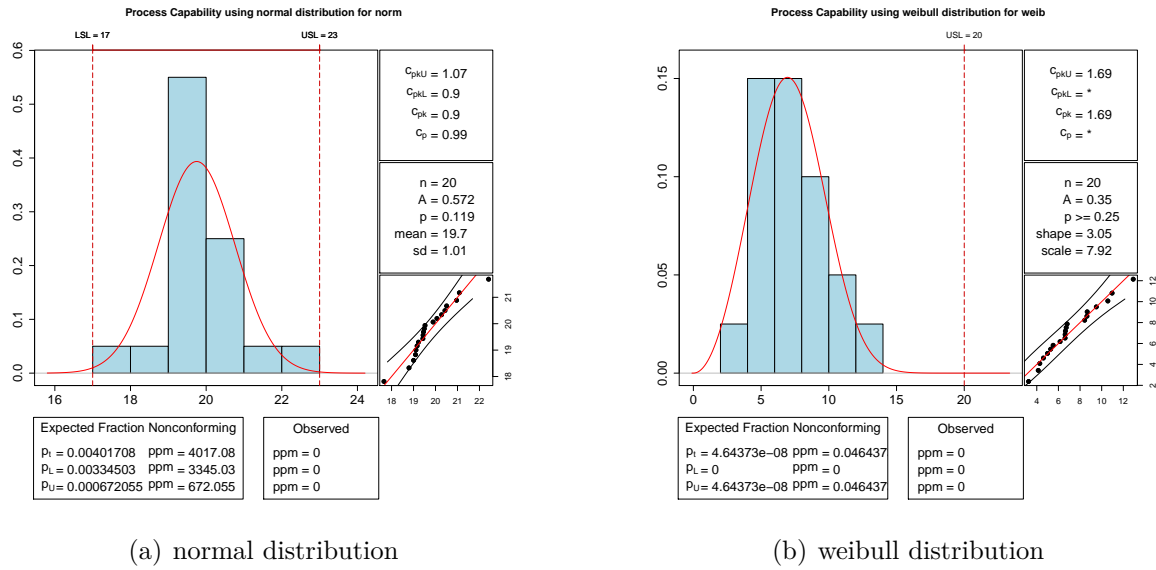 Process Capability using normal distribution for norm
LSL = 17
USL = 23
0.6
0.5
0.4
0.3
0.2
0.1
0.0
16 18 20 22 24
cpkU = 1.07
cpkL = 0.9
cpk = 0.9
cp = 0.99
n = 20
A = 0.572
p = 0.119
mean = 19.7
sd = 1.01
21
20
19
18
18 19 20 21 22
Expected Fraction Nonconforming
pt = 0.00401708 ppm = 4017.08
pL = 0.00334503 ppm = 3345.03
pU = 0.000672055 ppm = 672.055
Observed
ppm = 0
ppm = 0
ppm = 0
(a) normal distribution
Process Capability using weibull distribution for weib
USL = 20
0.15
0.10
0.05
0.00
0 5 10 15 20
cpkU = 1.69
cpkL = *
cpk = 1.69
cp = *
n = 20
A = 0.35
p >= 0.25
shape = 3.05
scale = 7.92
12
10
8
6
4
2
4 6 8 10 12
Expected Fraction Nonconforming
pt = 4.64373e−08 ppm = 0.046437
pL = 0 ppm = 0
pU = 4.64373e−08 ppm = 0.046437
Observed
ppm = 0
ppm = 0
ppm = 0
(b) weibull distribution